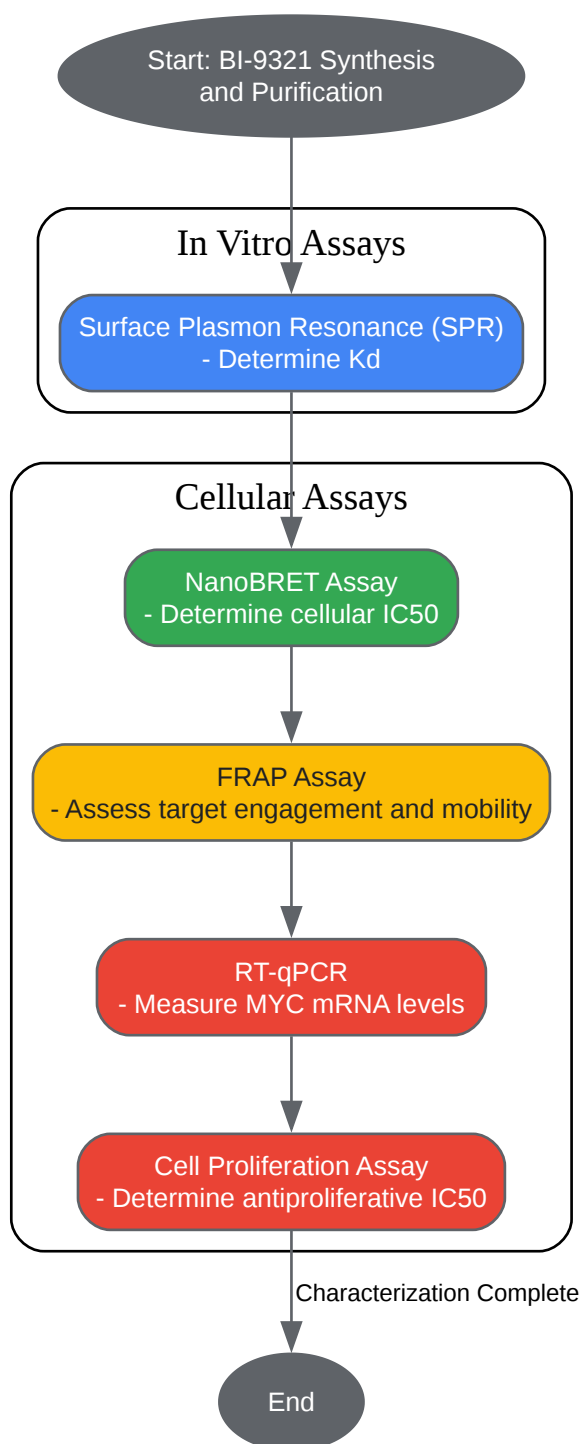 Start: BI-9321 Synthesis
and Purification
In Vitro Assays
Surface Plasmon Resonance (SPR)
- Determine Kd
Cellular Assays
NanoBRET Assay
- Determine cellular IC50
FRAP Assay
- Assess target engagement and mobility
RT-qPCR
- Measure MYC mRNA levels
Cell Proliferation Assay
- Determine antiproliferative IC50
Characterization Complete
End